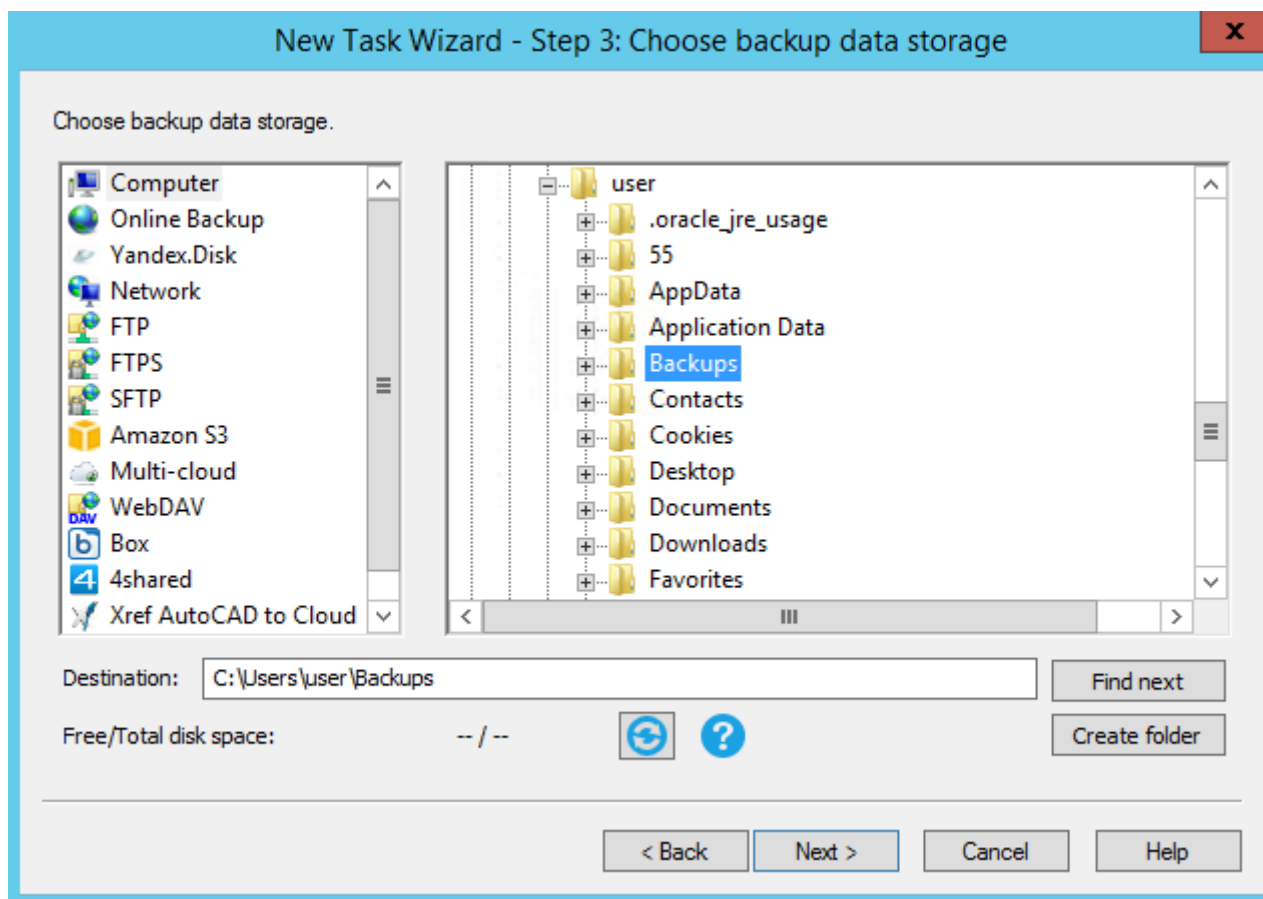 New Task Wizard - Step 3: Choose backup data storage
x
Choose backup data storage.
Computer
Online Backup
Yandex.Disk
Network
FTP
FTPS
SFTP
Amazon S3
Multi-cloud
DAV
WebDAV
b
Box
4
4shared
Xref AutoCAD to Cloud
user
.oracle_jre_usage
55
AppData
Application Data
Backups
Contacts
Cookies
Desktop
Documents
Downloads
Favorites
Destination: C:\Users\user\Backups Find next
Free/Total disk space: -- / -- ? Create folder
< Back Next > Cancel Help